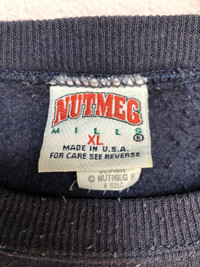 NUTMEG
MILLS ®
XL
MADE IN U.S.A.
FOR CARE SEE REVERSE
© NUTMEG